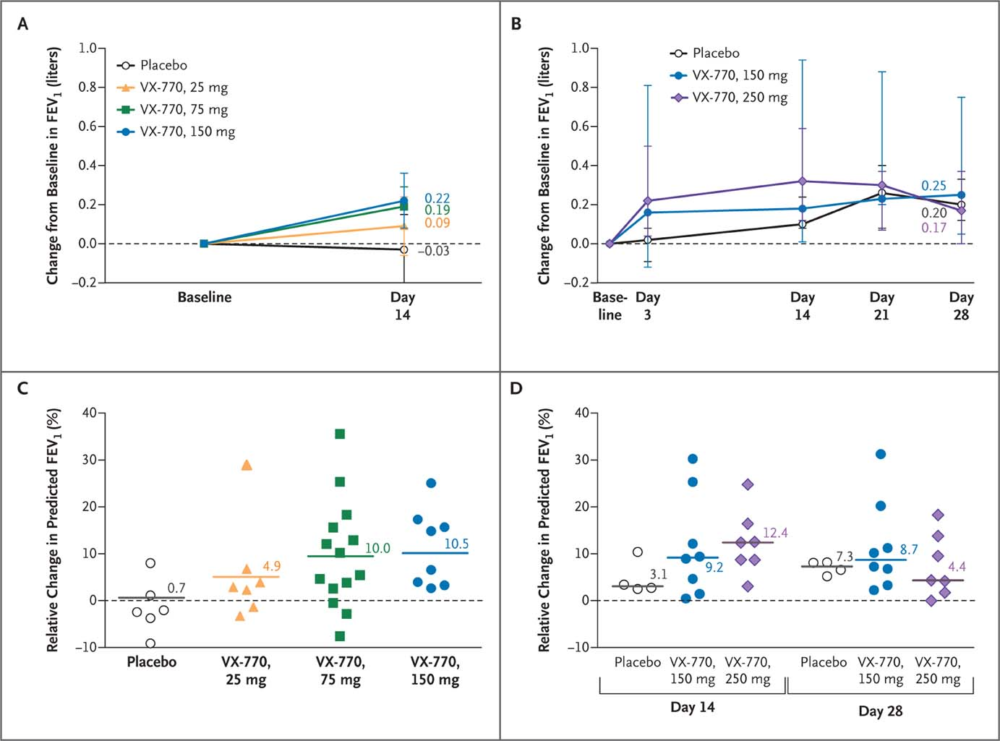 A
Change from Baseline in FEV1 (liters)
1.0
0.8
0.6
0.4
0.2
0.0
–0.2
Placebo
VX-770, 25 mg
VX-770, 75 mg
VX-770, 150 mg
0.22
0.19
0.09
–0.03
Baseline
Day
14
B
Change from Baseline in FEV1 (liters)
1.0
0.8
0.6
0.4
0.2
0.0
–0.2
Placebo
VX-770, 150 mg
VX-770, 250 mg
0.25
0.20
0.17
Base-
line
Day
3
Day
14
Day
21
Day
28
C
Relative Change in Predicted FEV1 (%)
40
30
20
10
0
–10
0.7
4.9
10.0
10.5
Placebo
VX-770,
25 mg
VX-770,
75 mg
VX-770,
150 mg
D
Relative Change in Predicted FEV1 (%)
40
30
20
10
0
–10
3.1
9.2
12.4
7.3
8.7
4.4
Placebo
VX-770,
150 mg
VX-770,
250 mg
Placebo
VX-770,
150 mg
VX-770,
250 mg
Day 14
Day 28